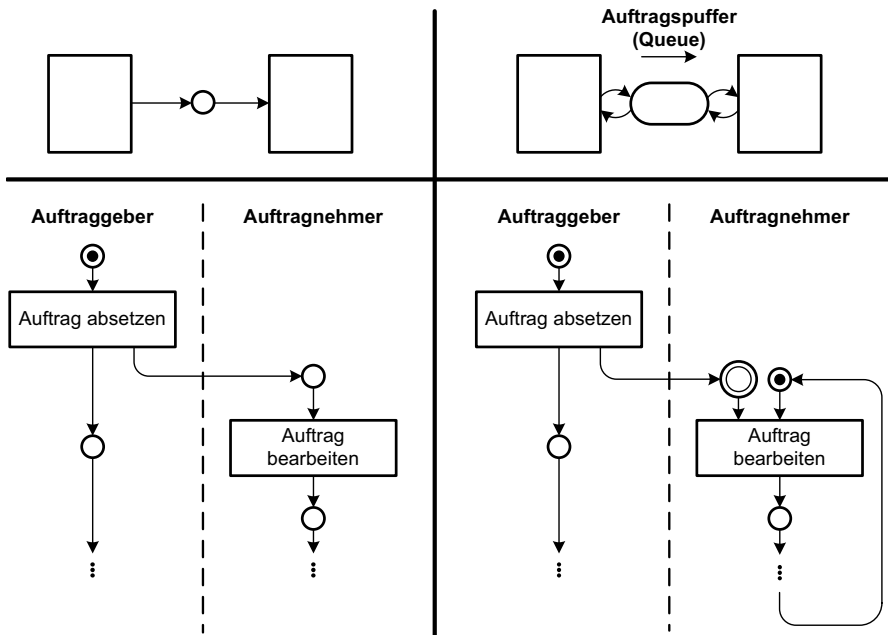 Auftragspuffer
(Queue)
Auftraggeber
Auftragnehmer
Auftrag absetzen
Auftrag
bearbeiten
Auftraggeber
Auftragnehmer
Auftrag absetzen
Auftrag
bearbeiten